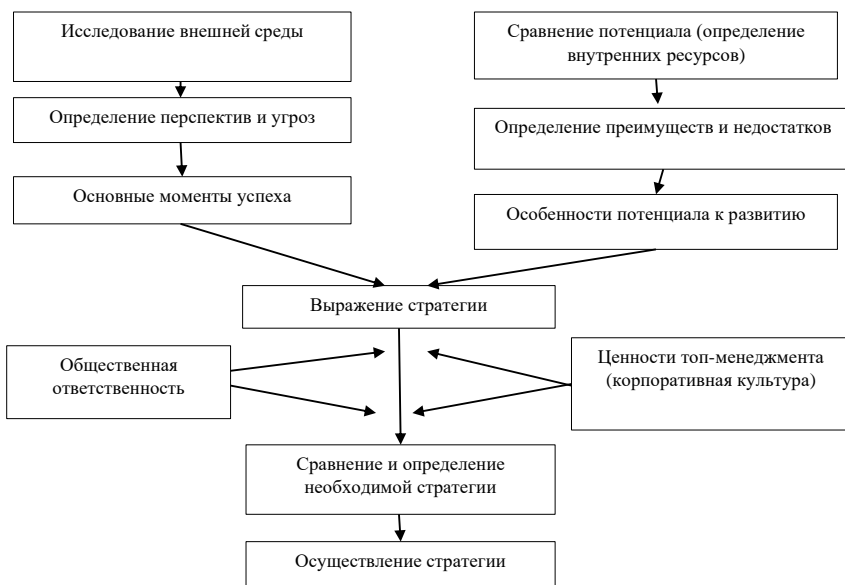 Исследование внешней среды
Сравнение потенциала (определение
внутренних ресурсов)
Определение перспектив и угроз
Определение преимуществ и недостатков
Основные моменты успеха
Особенности потенциала к развитию
Выражение стратегии
Общественная
ответственность
Ценности топ-менеджмента
(корпоративная культура)
Сравнение и определение
необходимой стратегии
Осуществление стратегии